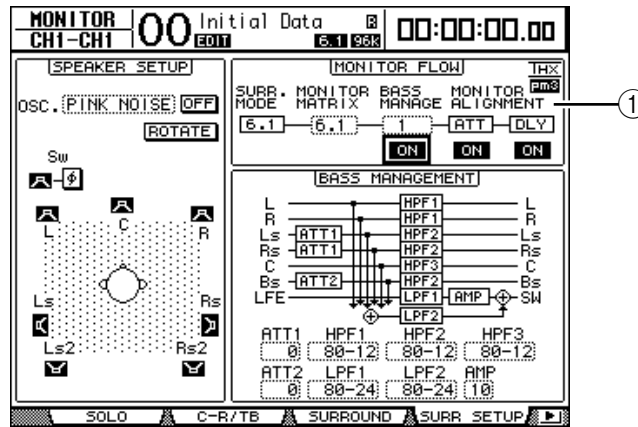 MONITOR
CH1-CH1
00
Initial Data
EDIT
6.1 96k
00:00:00.00
SPEAKER SETUP
OSC. PINK NOISE OFF
ROTATE
Sw
L C R
Ls Rs
Ls2 Rs2
MONITOR FLOW
THX
pm3
SURR. MODE
MONITOR MATRIX
BASS MANAGE
MONITOR ALIGNMENT
6.1 6.1 1 ATT DLY
ON ON ON
1
BASS MANAGEMENT
L HPF1 L
R HPF1 R
Ls ATT1 HPF2 Ls
Rs ATT1 HPF2 Rs
C HPF3 C
Bs ATT2 HPF2 Bs
LFE LPF1 AMP SW
LPF2
ATT1 HPF1 HPF2 HPF3
0 80-12 80-12 80-12
ATT2 LPF1 LPF2 AMP
0 80-24 80-24 10
SOLO C-R/TB SURROUND SURR SETUP